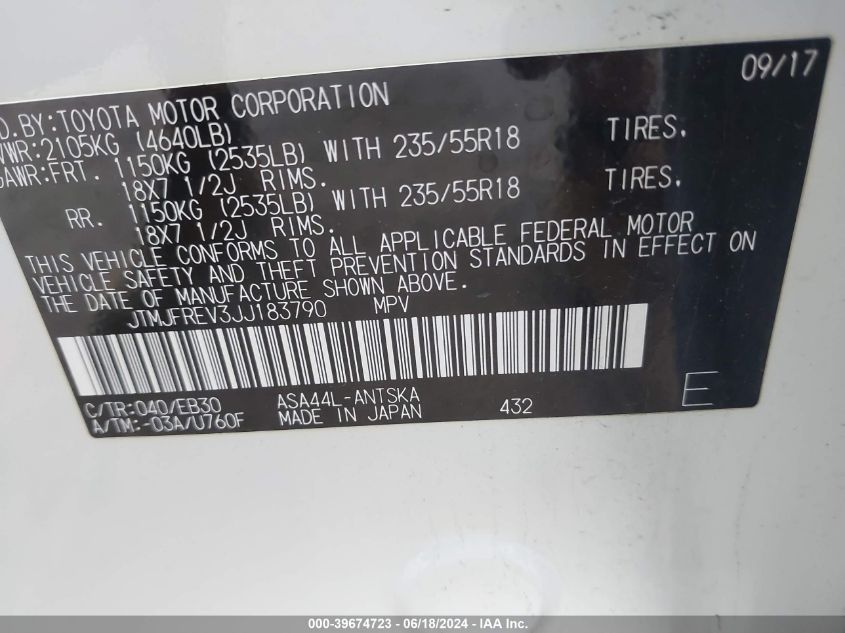 09/17
D.BY:TOYOTA MOTOR CORPORATION
VWR:2105KG (4640LB)
GAWR:FRT. 1150KG (2535LB) WITH 235/55R18 TIRES.
18X7 1/2J RIMS.
RR. 1150KG (2535LB) WITH 235/55R18 TIRES.
18X7 1/2J RIMS.
THIS VEHICLE CONFORMS TO ALL APPLICABLE FEDERAL MOTOR
VEHICLE SAFETY AND THEFT PREVENTION STANDARDS IN EFFECT ON
THE DATE OF MANUFACTURE SHOWN ABOVE.
JTMJFREV3JJ183790 MPV
C/TR:040/EB30 ASA44L-ANTSKA
A/TM:-03A/U760F MADE IN JAPAN 432 E
000-39674723 - 06/18/2024 - IAA Inc.